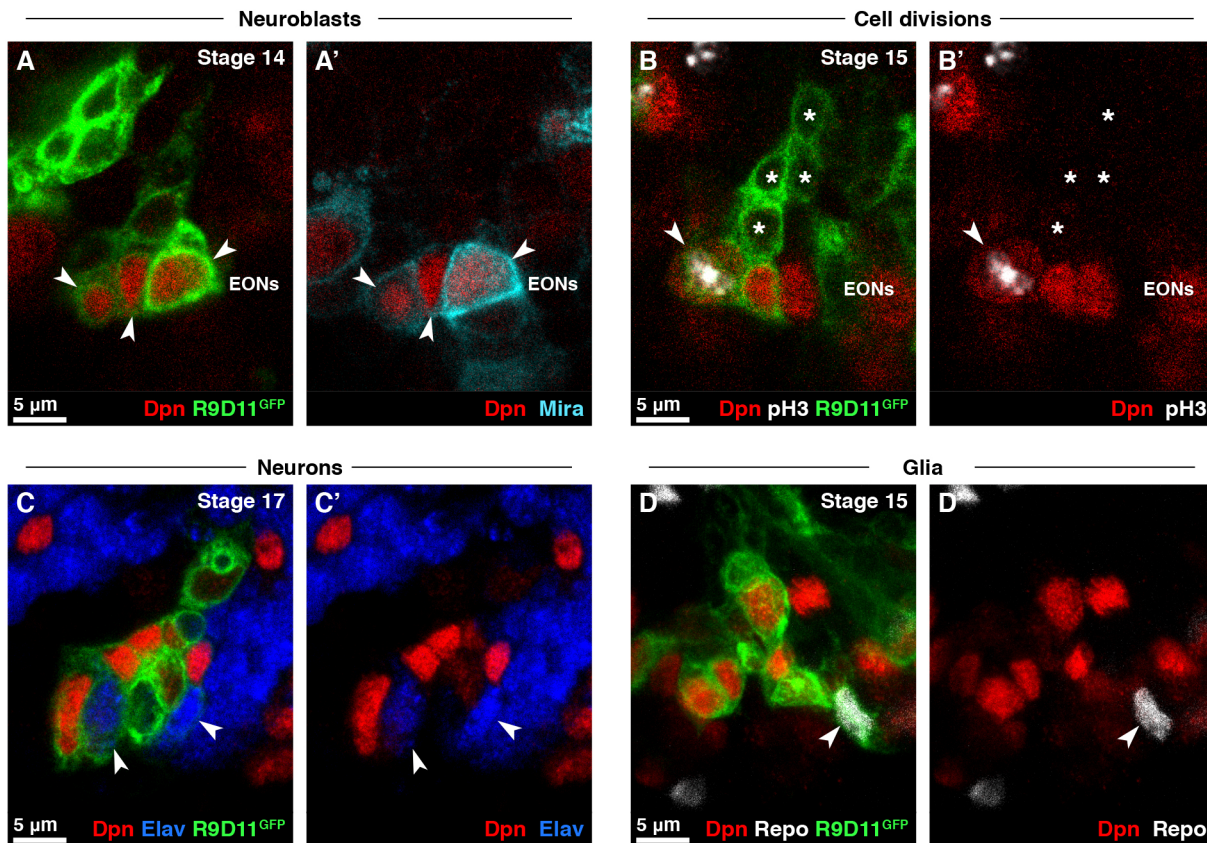 Neuroblasts
Cell divisions
A Stage 14
A’
B Stage 15
B’
* * * *
* * * *
EONs
EONs
EONs
5 µm Dpn R9D11GFP
Dpn Mira
5 µm Dpn pH3 R9D11GFP
Dpn pH3
Neurons
Glia
C Stage 17
C’
D Stage 15
D’
5 µm Dpn Elav R9D11GFP
Dpn Elav
5 µm Dpn Repo R9D11GFP
Dpn Repo